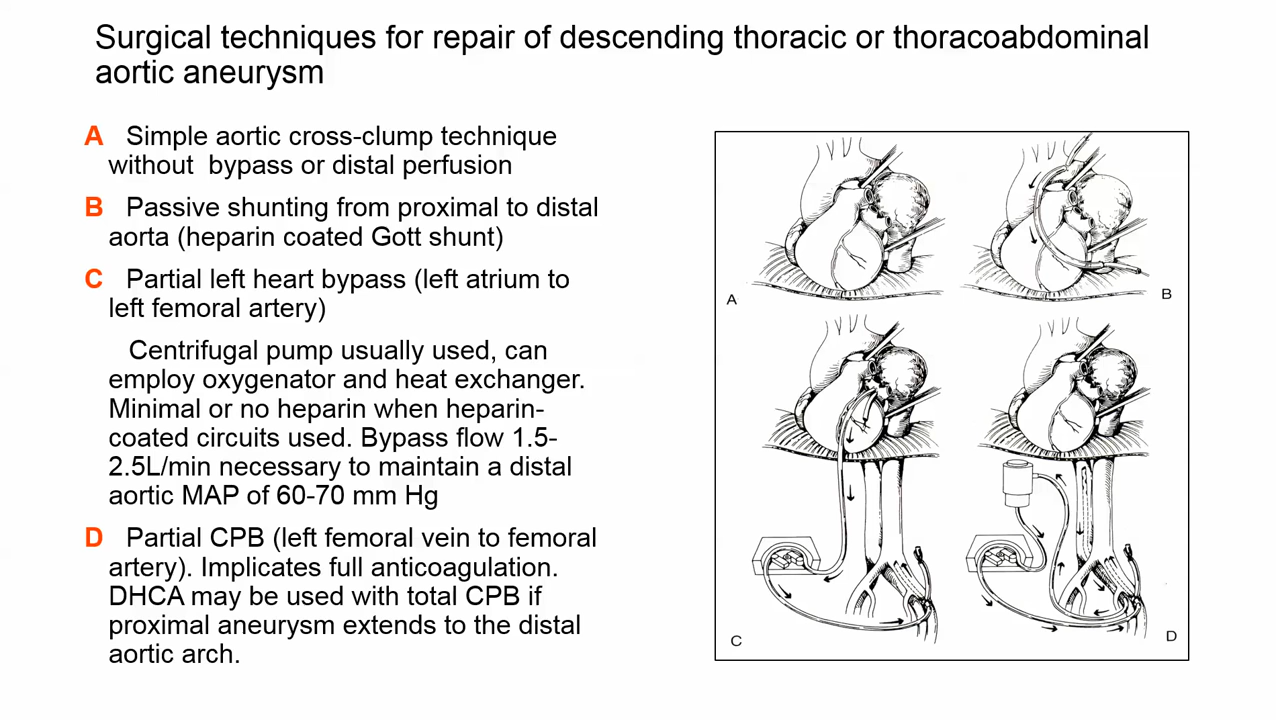 Surgical techniques for repair of descending thoracic or thoracoabdominal
aortic aneurysm
A Simple aortic cross-clump technique
without bypass or distal perfusion
B Passive shunting from proximal to distal
aorta (heparin coated Gott shunt)
C Partial left heart bypass (left atrium to
left femoral artery)
Centrifugal pump usually used, can
employ oxygenator and heat exchanger.
Minimal or no heparin when heparin-
coated circuits used. Bypass flow 1.5-
2.5L/min necessary to maintain a distal
aortic MAP of 60-70 mm Hg
D Partial CPB (left femoral vein to femoral
artery). Implicates full anticoagulation.
DHCA may be used with total CPB if
proximal aneurysm extends to the distal
aortic arch.
A
B
C
D